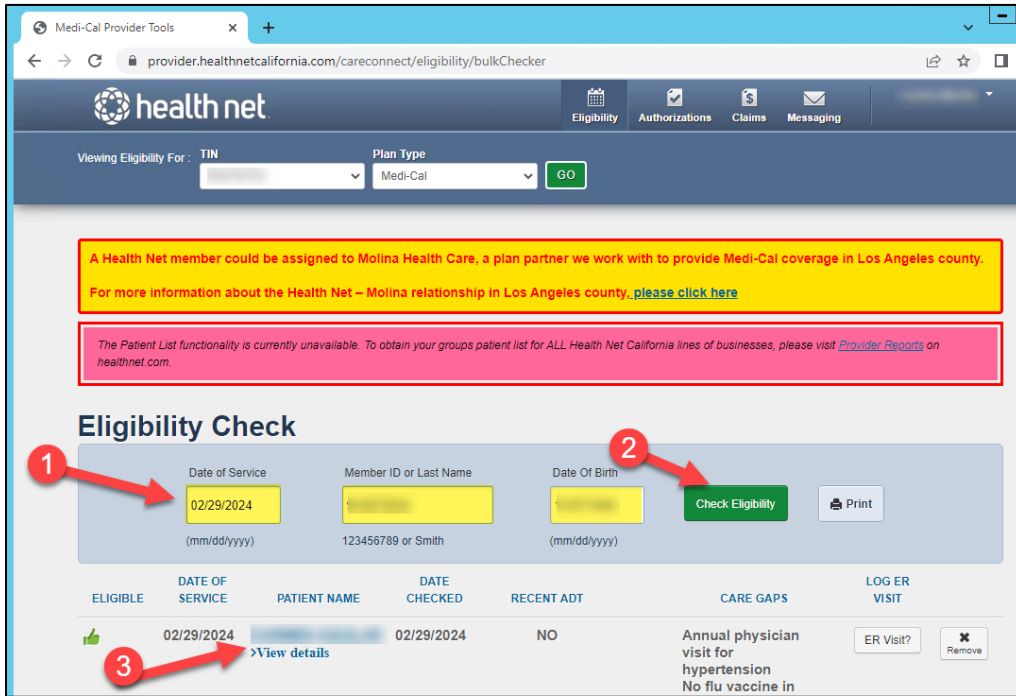 Medi-Cal Provider Tools
provider.healthnetcalifornia.com/careconnect/eligibility/bulkChecker
health net
Eligibility Authorizations Claims Messaging
Viewing Eligibility For : TIN Plan Type
Medi-Cal GO
A Health Net member could be assigned to Molina Health Care, a plan partner we work with to provide Medi-Cal coverage in Los Angeles county.
For more information about the Health Net – Molina relationship in Los Angeles county, please click here
The Patient List functionality is currently unavailable. To obtain your groups patient list for ALL Health Net California lines of businesses, please visit Provider Reports on
healthnet.com.
Eligibility Check
1 2
Date of Service Member ID or Last Name Date Of Birth
02/29/2024 Check Eligibility Print
(mm/dd/yyyy) 123456789 or Smith (mm/dd/yyyy)
ELIGIBLE DATE OF SERVICE PATIENT NAME DATE CHECKED RECENT ADT CARE GAPS LOG ER VISIT
02/29/2024 02/29/2024 NO Annual physician ER Visit? Remove
3 >View details visit for
hypertension
No flu vaccine in